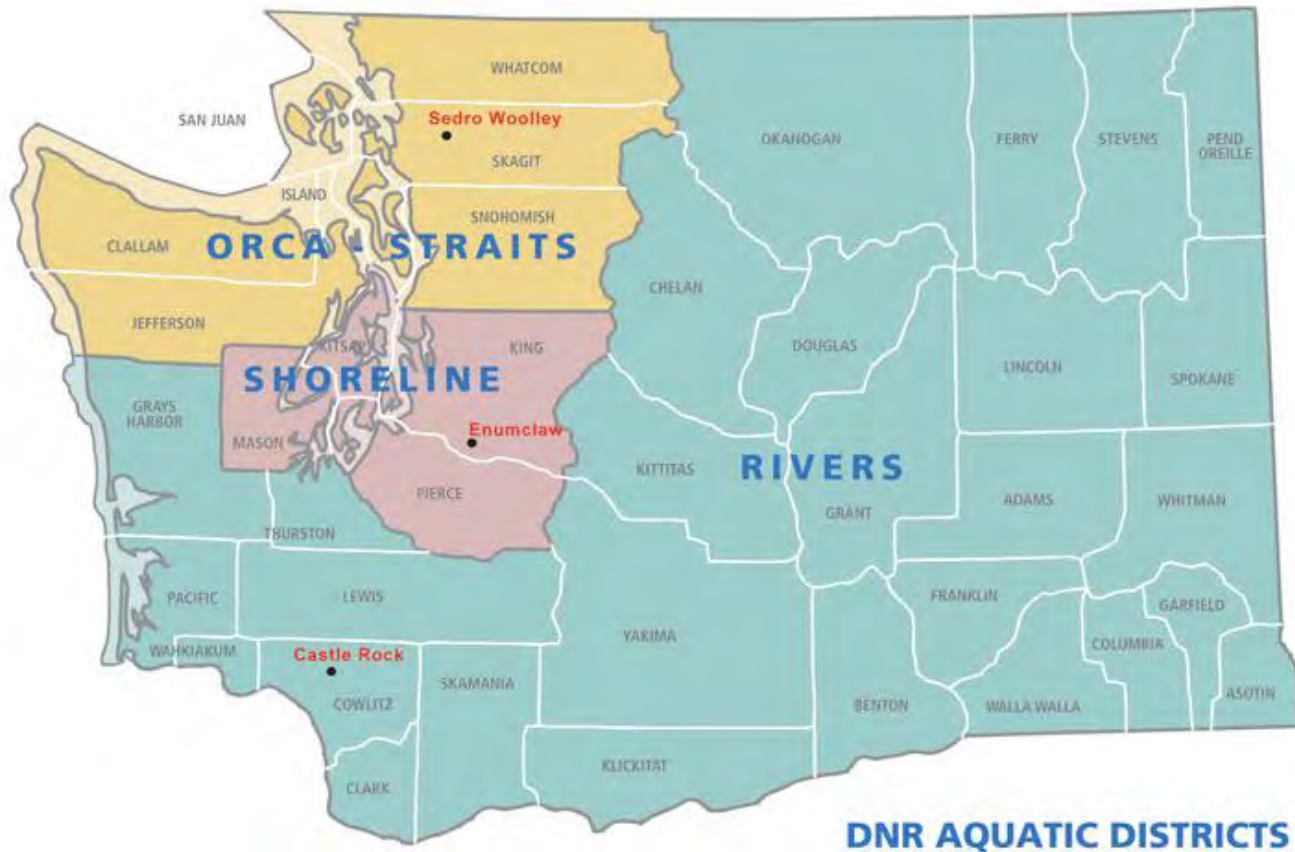 WHATCOM
SAN JUAN
Sedro Woolley
OKANOGAN
FERRY
STEVENS
PEND
OREILLE
SKAGIT
ISLAND
SNOHOMISH
CLALLAM
ORCA - STRAITS
CHELAN
JEFFERSON
KITSAP
KING
DOUGLAS
LINCOLN
SPOKANE
SHORELINE
GRAYS
HARBOR
MASON
Enumclaw
KITTITAS
RIVERS
PIERCE
GRANT
ADAMS
WHITMAN
THURSTON
PACIFIC
LEWIS
FRANKLIN
GARFIELD
YAKIMA
COLUMBIA
WAHKIAKUM
Castle Rock
SKAMANIA
COWLITZ
BENTON
WALLA WALLA
ASOTIN
KLICKITAT
CLARK
DNR AQUATIC DISTRICTS